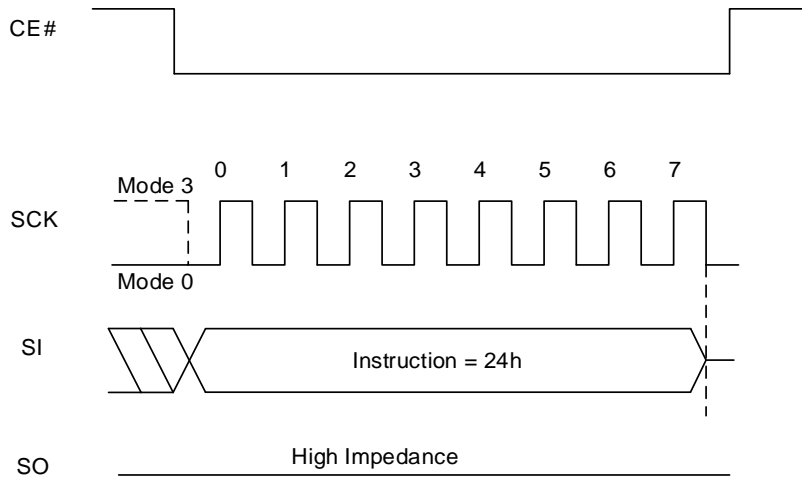 CE#
0 1 2 3 4 5 6 7
Mode 3
SCK
Mode 0
SI
Instruction = 24h
High Impedance
SO